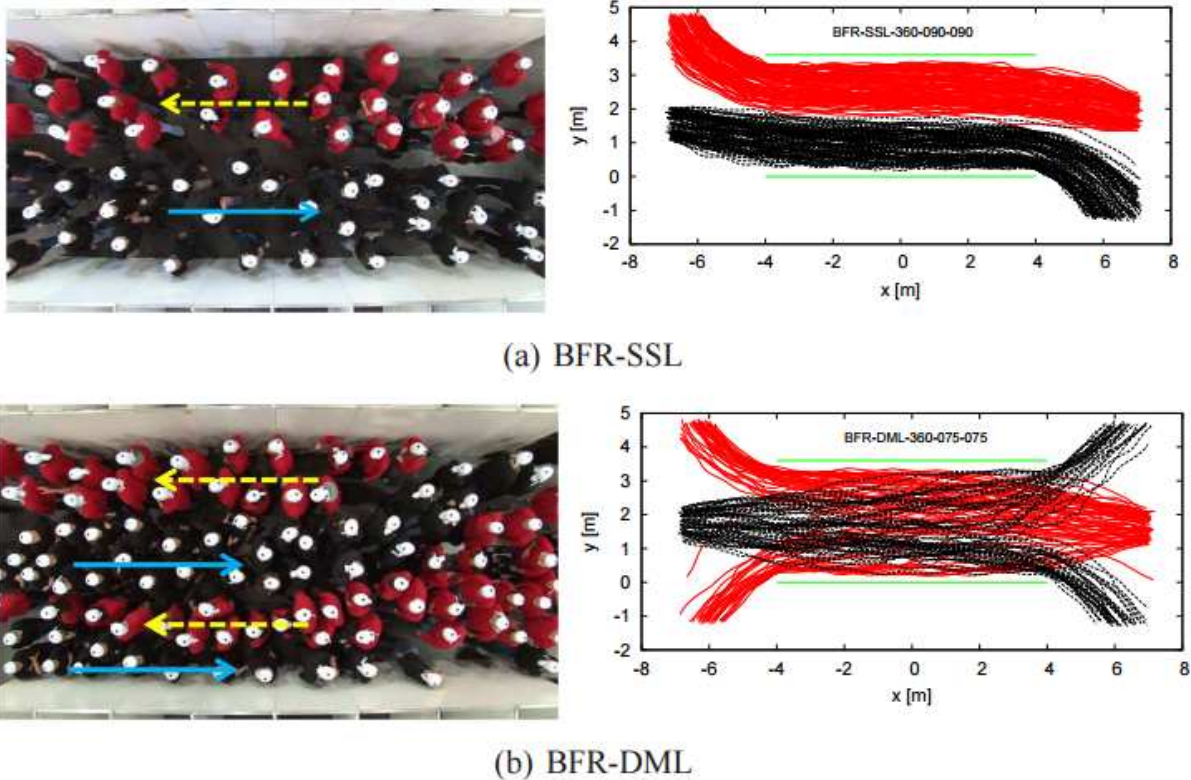 5
4
3
2
1
0
-1
-2
y [m]
BFR-SSL-360-090-090
-8 -6 -4 -2 0 2 4 6 8
x [m]
(a) BFR-SSL
5
4
3
2
1
0
-1
-2
y [m]
BFR-DML-360-075-075
-8 -6 -4 -2 0 2 4 6 8
x [m]
(b) BFR-DML